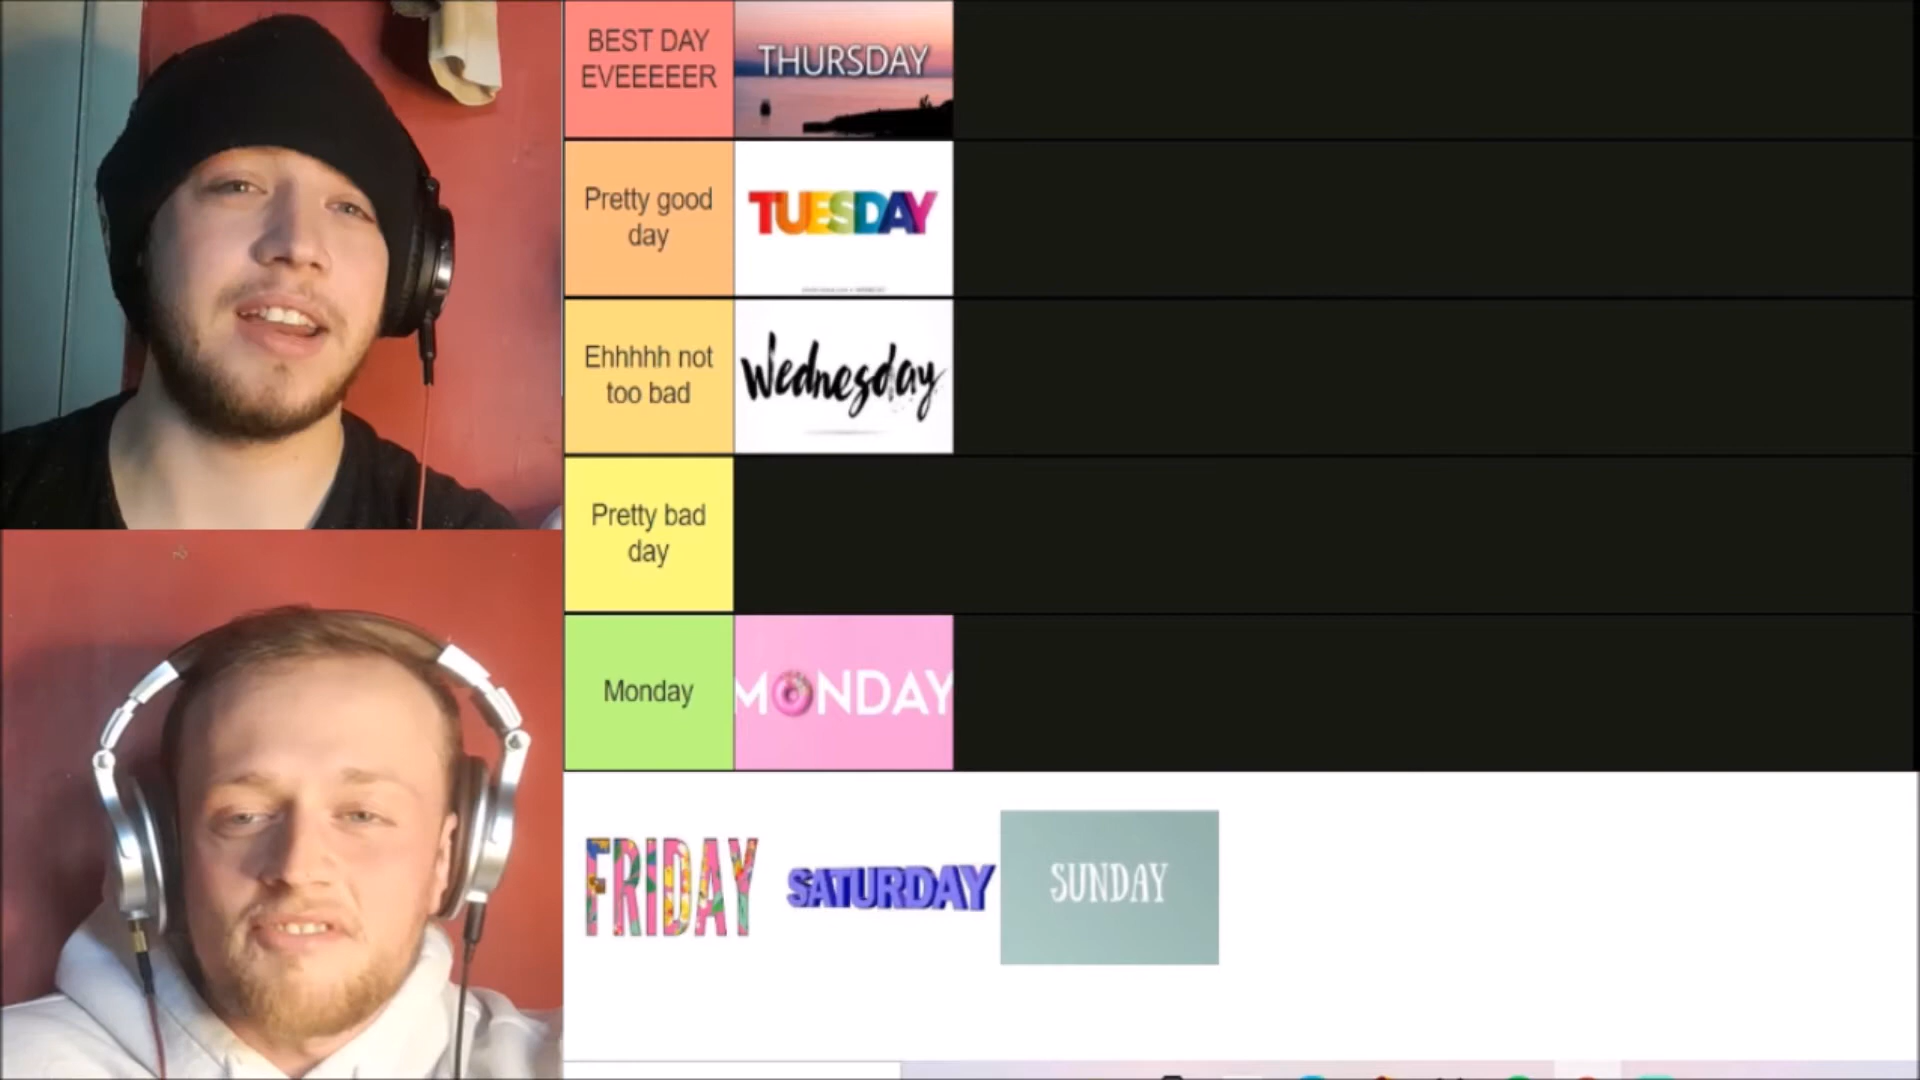 BEST DAY
EVEEEEER
THURSDAY
Pretty good
day
TUESDAY
Ehhhhh not
too bad
Wednesday
Pretty bad
day
Monday
MONDAY
FRIDAY
SATURDAY
SUNDAY